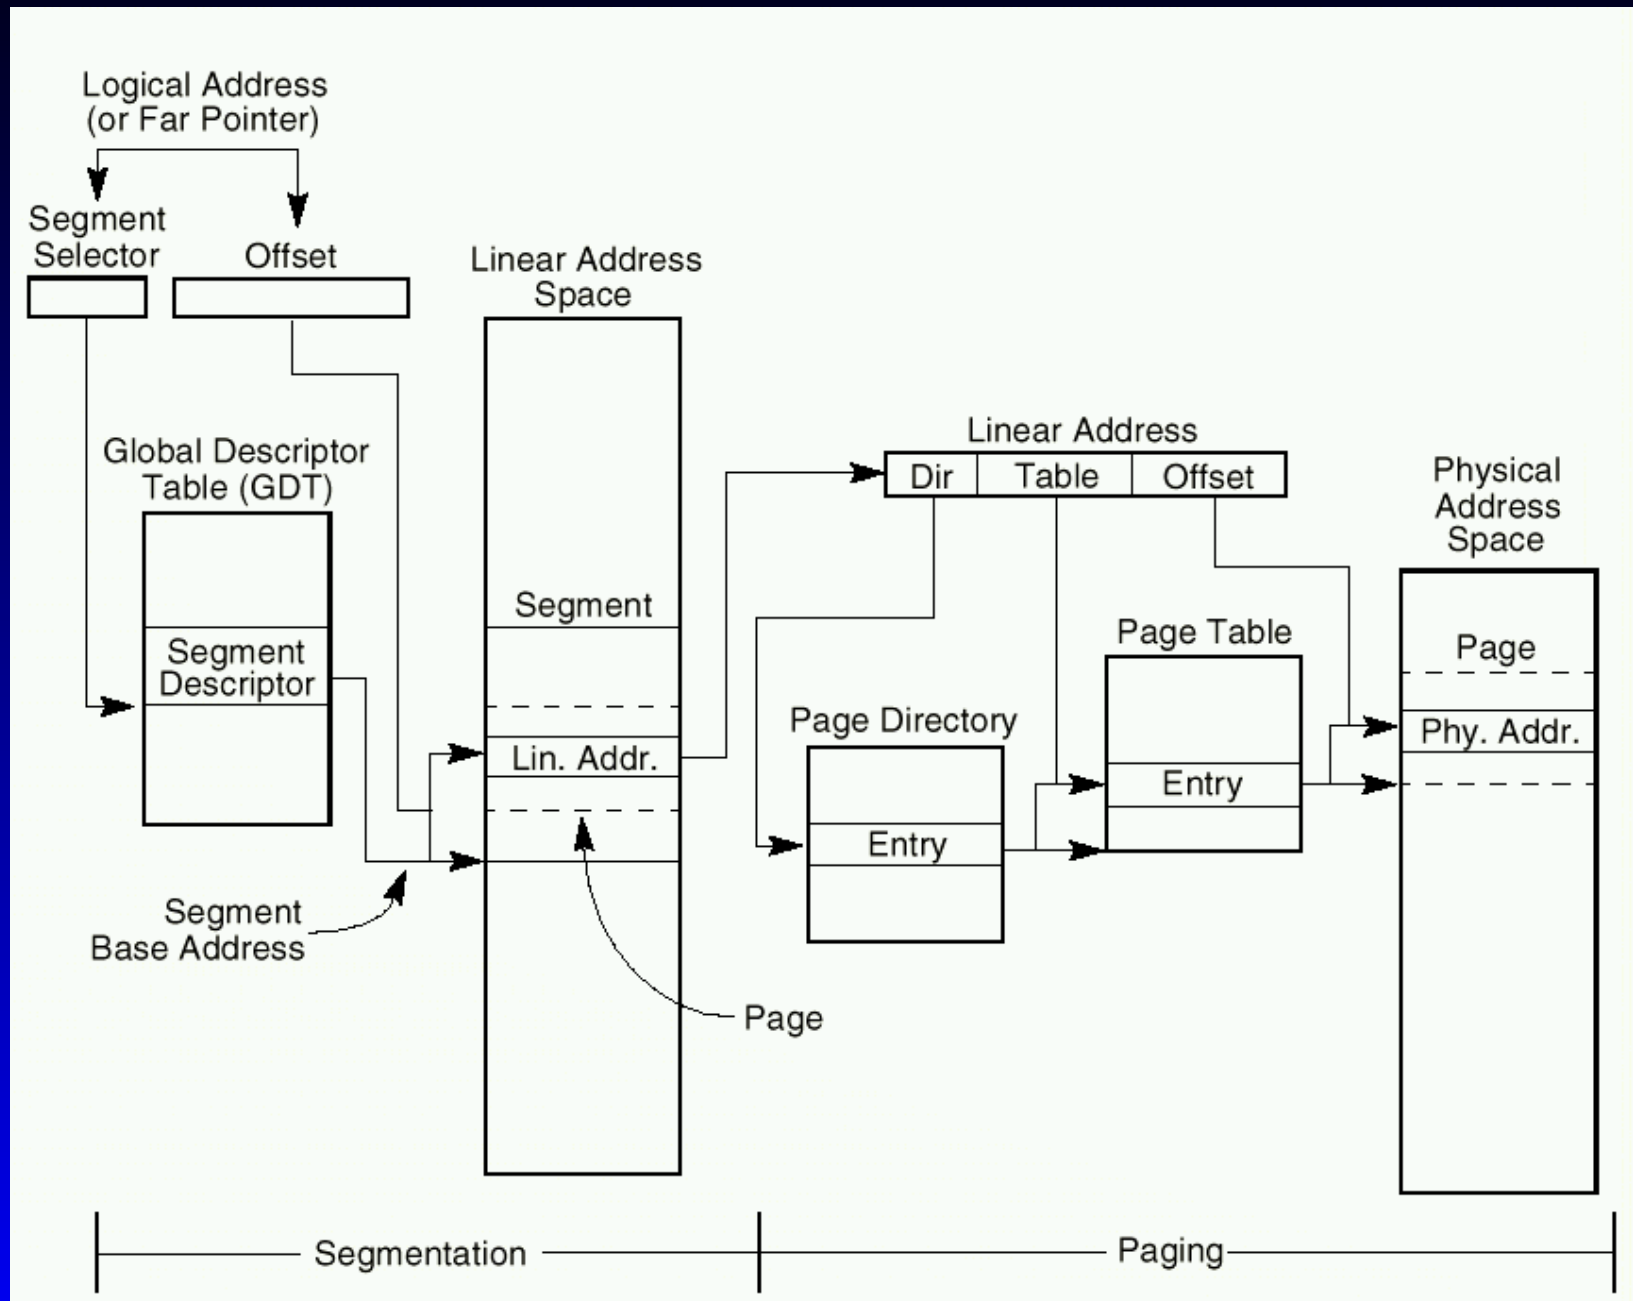 Logical Address
(or Far Pointer)
Segment
Selector
Offset
Linear Address
Space
Global Descriptor
Table (GDT)
Segment
Descriptor
Segment
Lin. Addr.
Segment
Base Address
Page
Linear Address
Dir
Table
Offset
Page Directory
Entry
Page Table
Entry
Physical
Address
Space
Page
Phy. Addr.
Segmentation
Paging